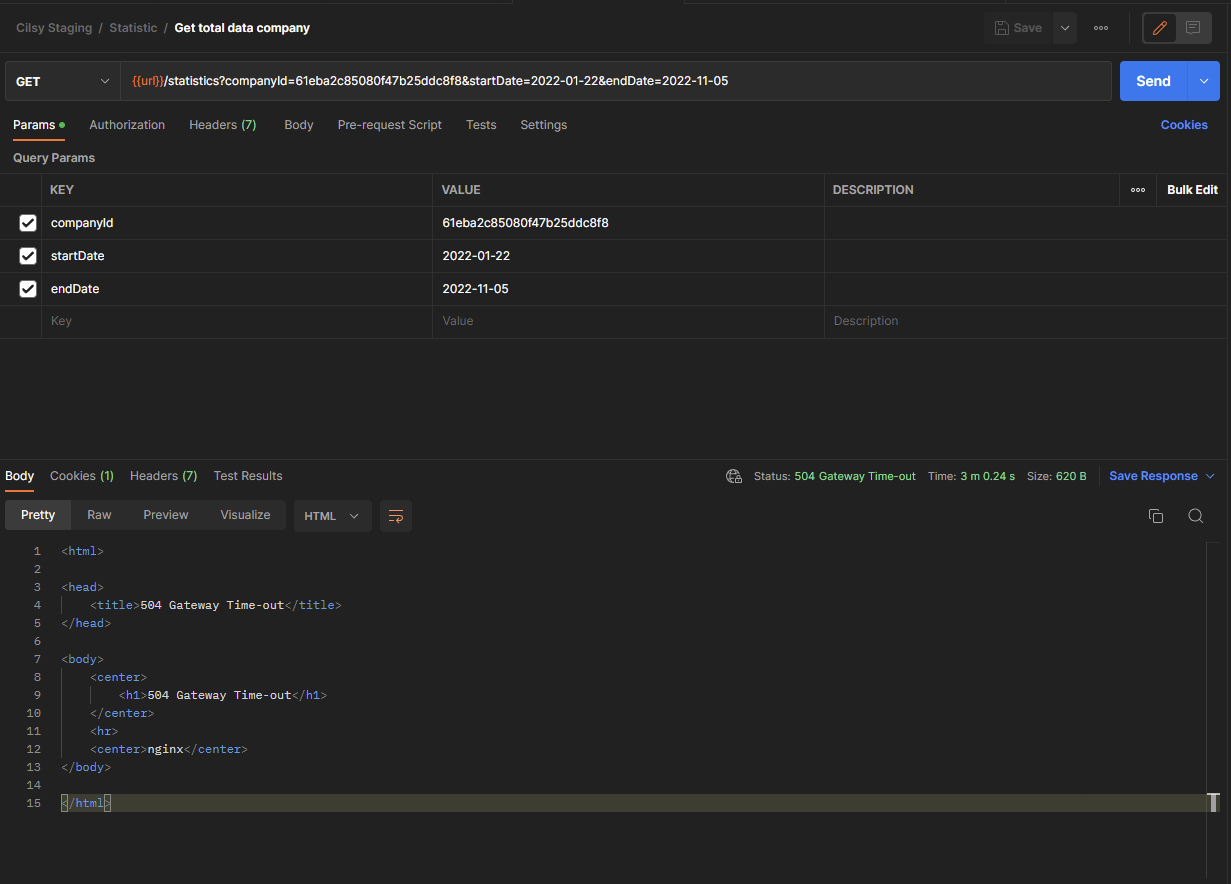 Cilsy Staging / Statistic / Get total data company
Save
GET
{{url}}/statistics?companyId=61eba2c85080f47b25ddc8f8&startDate=2022-01-22&endDate=2022-11-05
Send
Params
Authorization
Headers (7)
Body
Pre-request Script
Tests
Settings
Cookies
Query Params
KEY
VALUE
DESCRIPTION
Bulk Edit
companyId
61eba2c85080f47b25ddc8f8
startDate
2022-01-22
endDate
2022-11-05
Key
Value
Description
Body
Cookies (1)
Headers (7)
Test Results
Status: 504 Gateway Time-out
Time: 3 m 0.24 s
Size: 620 B
Save Response
Pretty
Raw
Preview
Visualize
HTML
1 <html>
2
3 <head>
4 <title>504 Gateway Time-out</title>
5 </head>
6
7 <body>
8 <center>
9 <h1>504 Gateway Time-out</h1>
10 </center>
11 <hr>
12 <center>nginx</center>
13 </body>
14
15 </html>